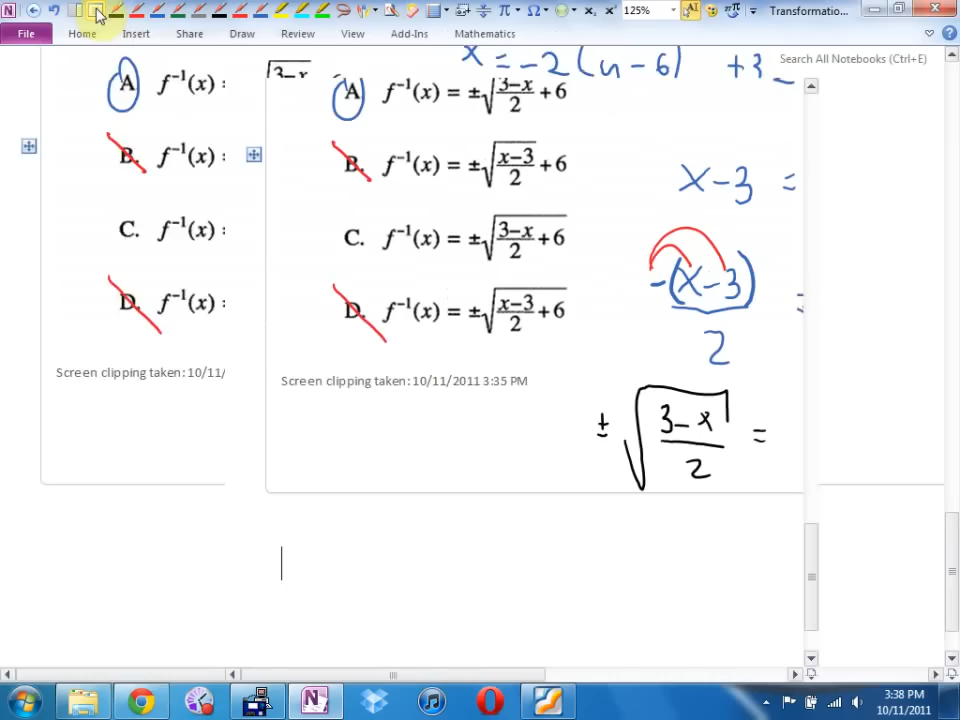 125%
Transformatio...
File Home Insert Share Draw Review View Add-Ins Mathematics
Search All Notebooks (Ctrl+E)
x = -2(y-6) +3
A f⁻¹(x) =
A f⁻¹(x) = ±√(3-x)/2 + 6
B. f⁻¹(x) =
B. f⁻¹(x) = ±√(x-3)/2 + 6
x-3 =
C. f⁻¹(x) =
C. f⁻¹(x) = ±√((3-x)/2 + 6)
-(x-3) =
2
D. f⁻¹(x) =
D. f⁻¹(x) = ±√((x-3)/2 + 6)
Screen clipping taken: 10/11/
Screen clipping taken: 10/11/2011 3:35 PM
±√(3-x)/2 =
3:38 PM
10/11/2011